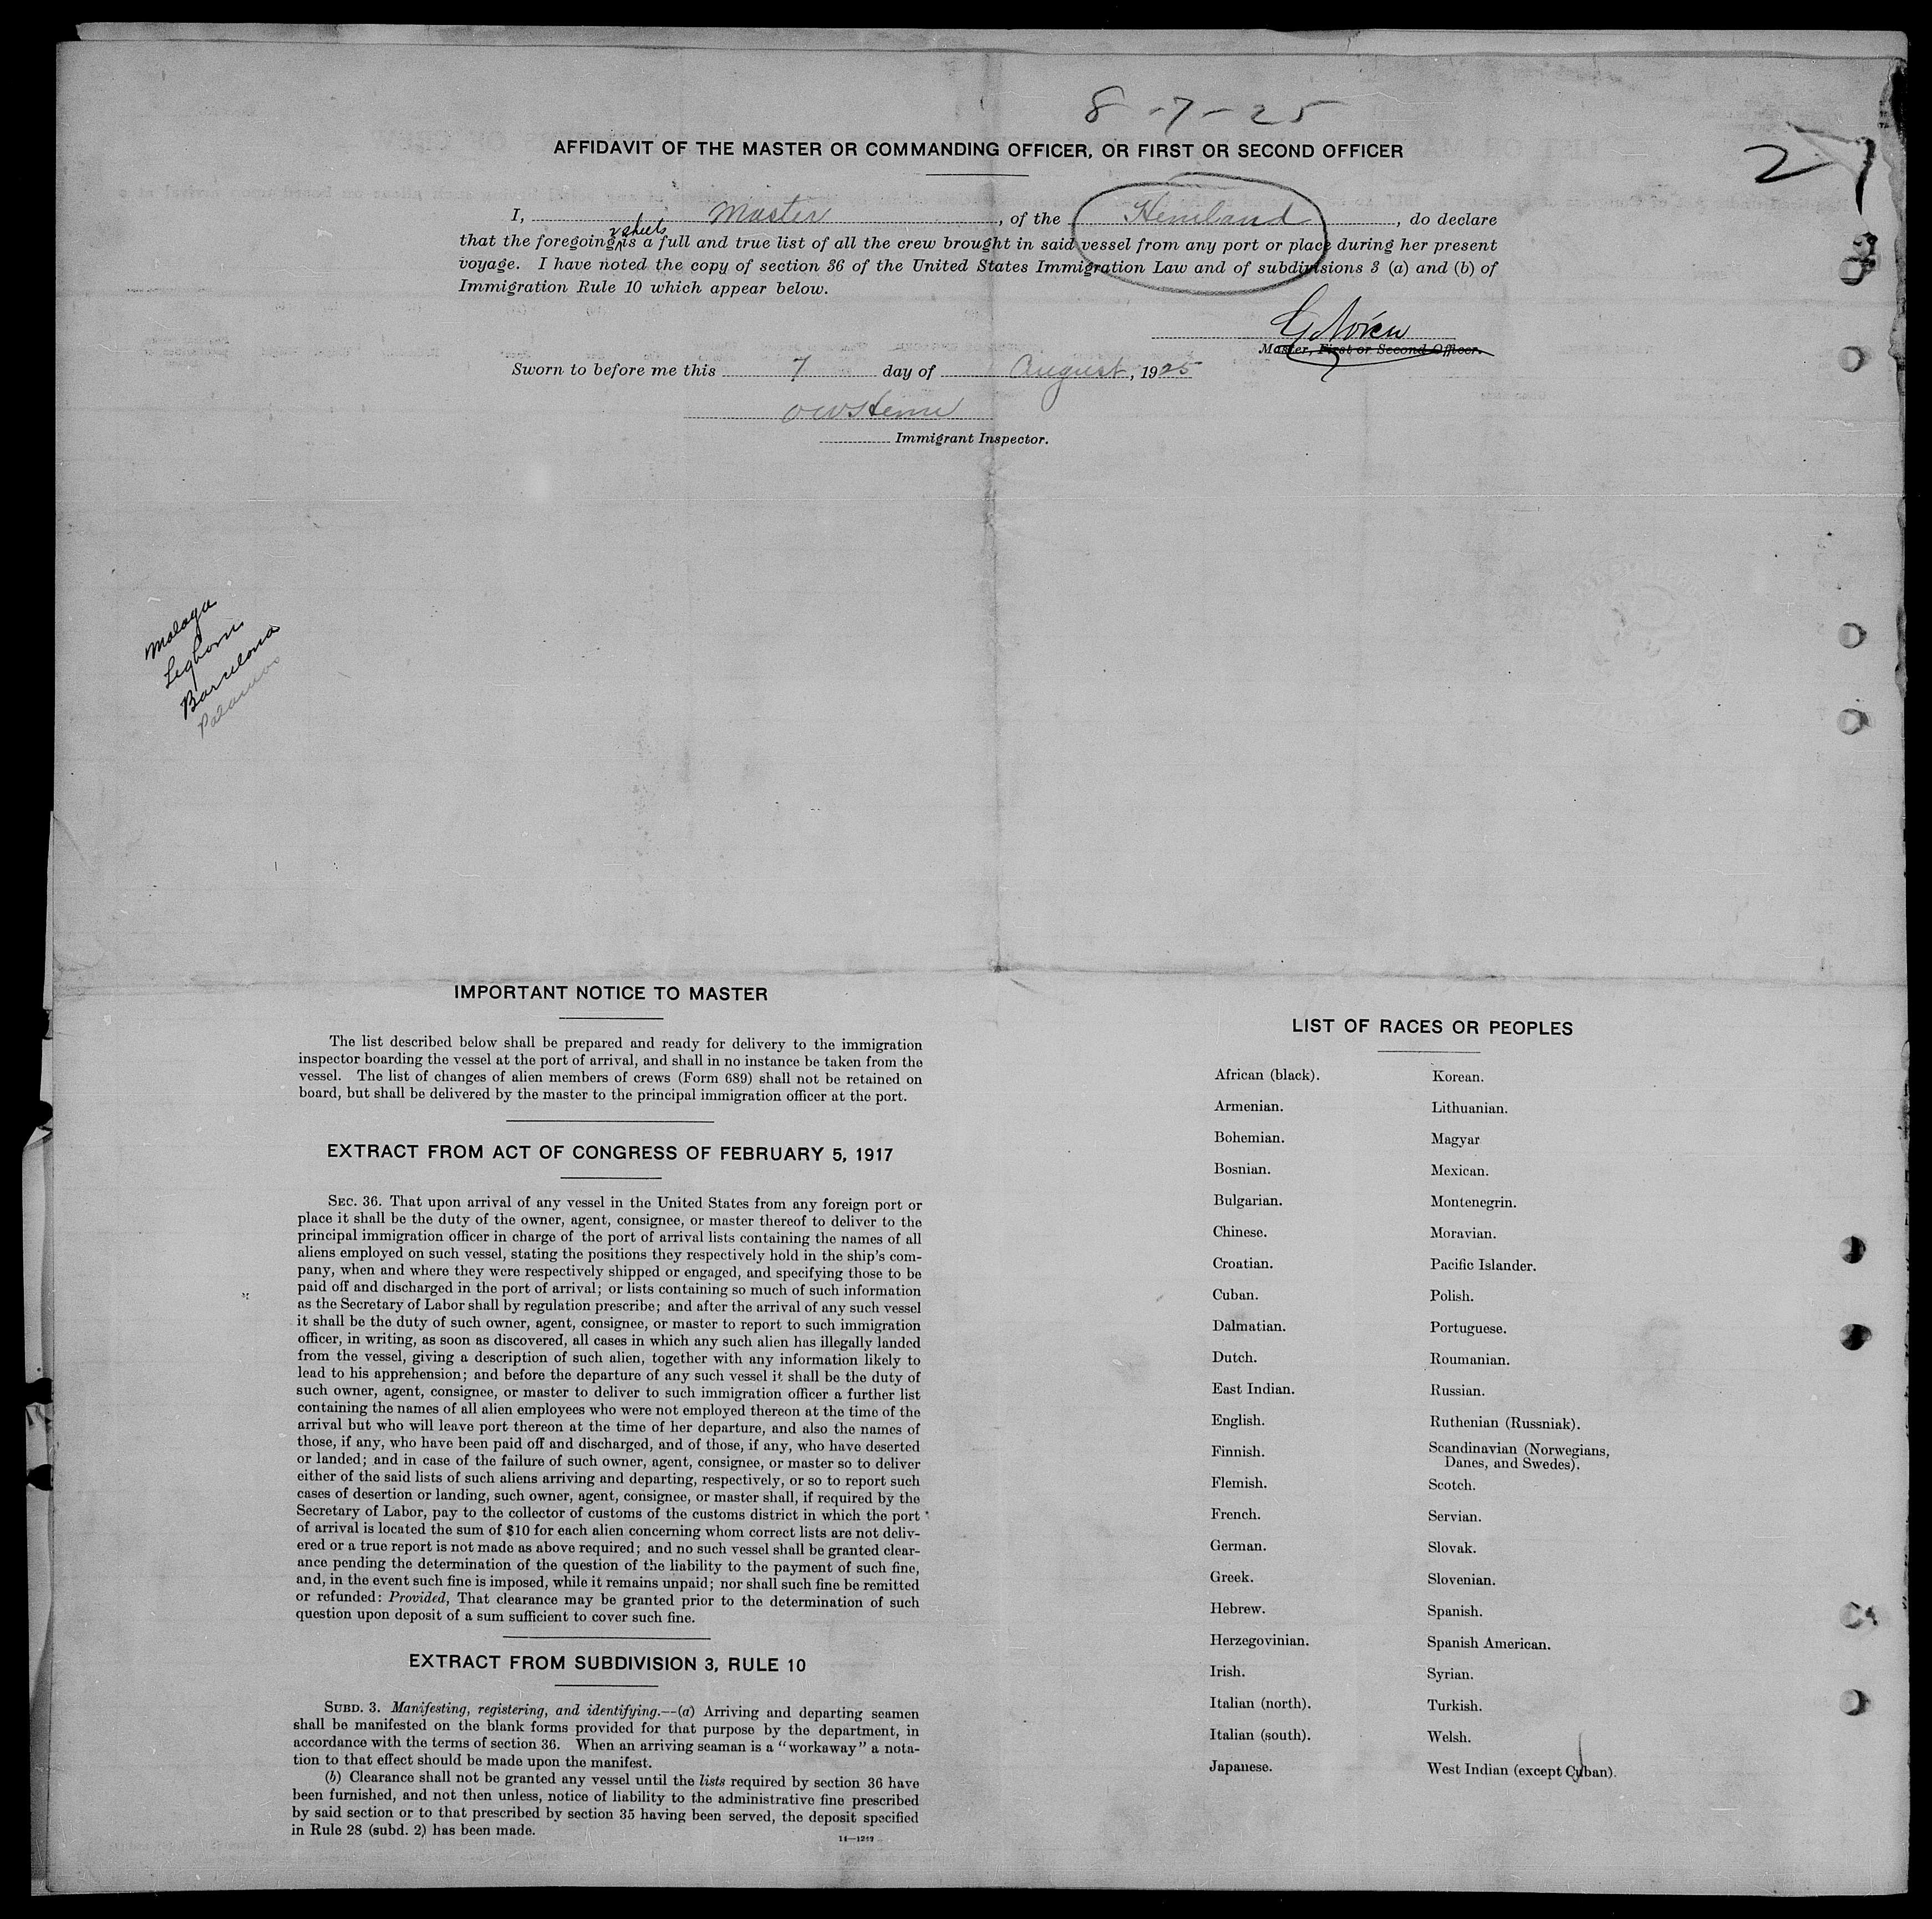 8-7-25
AFFIDAVIT OF THE MASTER OR COMMANDING OFFICER, OR FIRST OR SECOND OFFICER
2
I, Master, of the Hemland, do declare
sheets
that the foregoing is a full and true list of all the crew brought in said vessel from any port or place during her present
voyage. I have noted the copy of section 36 of the United States Immigration Law and of subdivisions 3 (a) and (b) of
Immigration Rule 10 which appear below.
Master, First or Second Officer.
Sworn to before me this 7 day of August, 1925
Immigrant Inspector.
Malaga
Leghorn
Barcelona
Palamos
IMPORTANT NOTICE TO MASTER
The list described below shall be prepared and ready for delivery to the immigration
inspector boarding the vessel at the port of arrival, and shall in no instance be taken from the
vessel. The list of changes of alien members of crews (Form 689) shall not be retained on
board, but shall be delivered by the master to the principal immigration officer at the port.
EXTRACT FROM ACT OF CONGRESS OF FEBRUARY 5, 1917
SEC. 36. That upon arrival of any vessel in the United States from any foreign port or
place it shall be the duty of the owner, agent, consignee, or master thereof to deliver to the
principal immigration officer in charge of the port of arrival lists containing the names of all
aliens employed on such vessel, stating the positions they respectively hold in the ship's com-
pany, when and where they were respectively shipped or engaged, and specifying those to be
paid off and discharged in the port of arrival; or lists containing so much of such information
as the Secretary of Labor shall by regulation prescribe; and after the arrival of any such vessel
it shall be the duty of such owner, agent, consignee, or master to report to such immigration
officer, in writing, as soon as discovered, all cases in which any such alien has illegally landed
from the vessel, giving a description of such alien, together with any information likely to
lead to his apprehension; and before the departure of any such vessel it shall be the duty of
such owner, agent, consignee, or master to deliver to such immigration officer a further list
containing the names of all alien employees who were not employed thereon at the time of the
arrival but who will leave port thereon at the time of her departure, and also the names of
those, if any, who have been paid off and discharged, and of those, if any, who have deserted
or landed; and in case of the failure of such owner, agent, consignee, or master so to deliver
either of the said lists of such aliens arriving and departing, respectively, or so to report such
cases of desertion or landing, such owner, agent, consignee, or master shall, if required by the
Secretary of Labor, pay to the collector of customs of the customs district in which the port
of arrival is located the sum of $10 for each alien concerning whom correct lists are not deliv-
ered or a true report is not made as above required; and no such vessel shall be granted clear-
ance pending the determination of the question of the liability to the payment of such fine,
and, in the event such fine is imposed, while it remains unpaid; nor shall such fine be remitted
or refunded: Provided, That clearance may be granted prior to the determination of such
question upon deposit of a sum sufficient to cover such fine.
EXTRACT FROM SUBDIVISION 3, RULE 10
SUBD. 3. Manifesting, registering, and identifying.—(a) Arriving and departing seamen
shall be manifested on the blank forms provided for that purpose by the department, in
accordance with the terms of section 36. When an arriving seaman is a "workaway" a nota-
tion to that effect should be made upon the manifest.
(b) Clearance shall not be granted any vessel until the lists required by section 36 have
been furnished, and not then unless, notice of liability to the administrative fine prescribed
by said section or to that prescribed by section 35 having been served, the deposit specified
in Rule 28 (subd. 2) has been made.
14—1249
LIST OF RACES OR PEOPLES
African (black).
Armenian.
Bohemian.
Bosnian.
Bulgarian.
Chinese.
Croatian.
Cuban.
Dalmatian.
Dutch.
East Indian.
English.
Finnish.
Flemish.
French.
German.
Greek.
Hebrew.
Herzegovinian.
Irish.
Italian (north).
Italian (south).
Japanese.
Korean.
Lithuanian.
Magyar
Mexican.
Montenegrin.
Moravian.
Pacific Islander.
Polish.
Portuguese.
Roumanian.
Russian.
Ruthenian (Russniak).
Scandinavian (Norwegians,
Danes, and Swedes).
Scotch.
Servian.
Slovak.
Slovenian.
Spanish.
Spanish American.
Syrian.
Turkish.
Welsh.
West Indian (except Cuban).